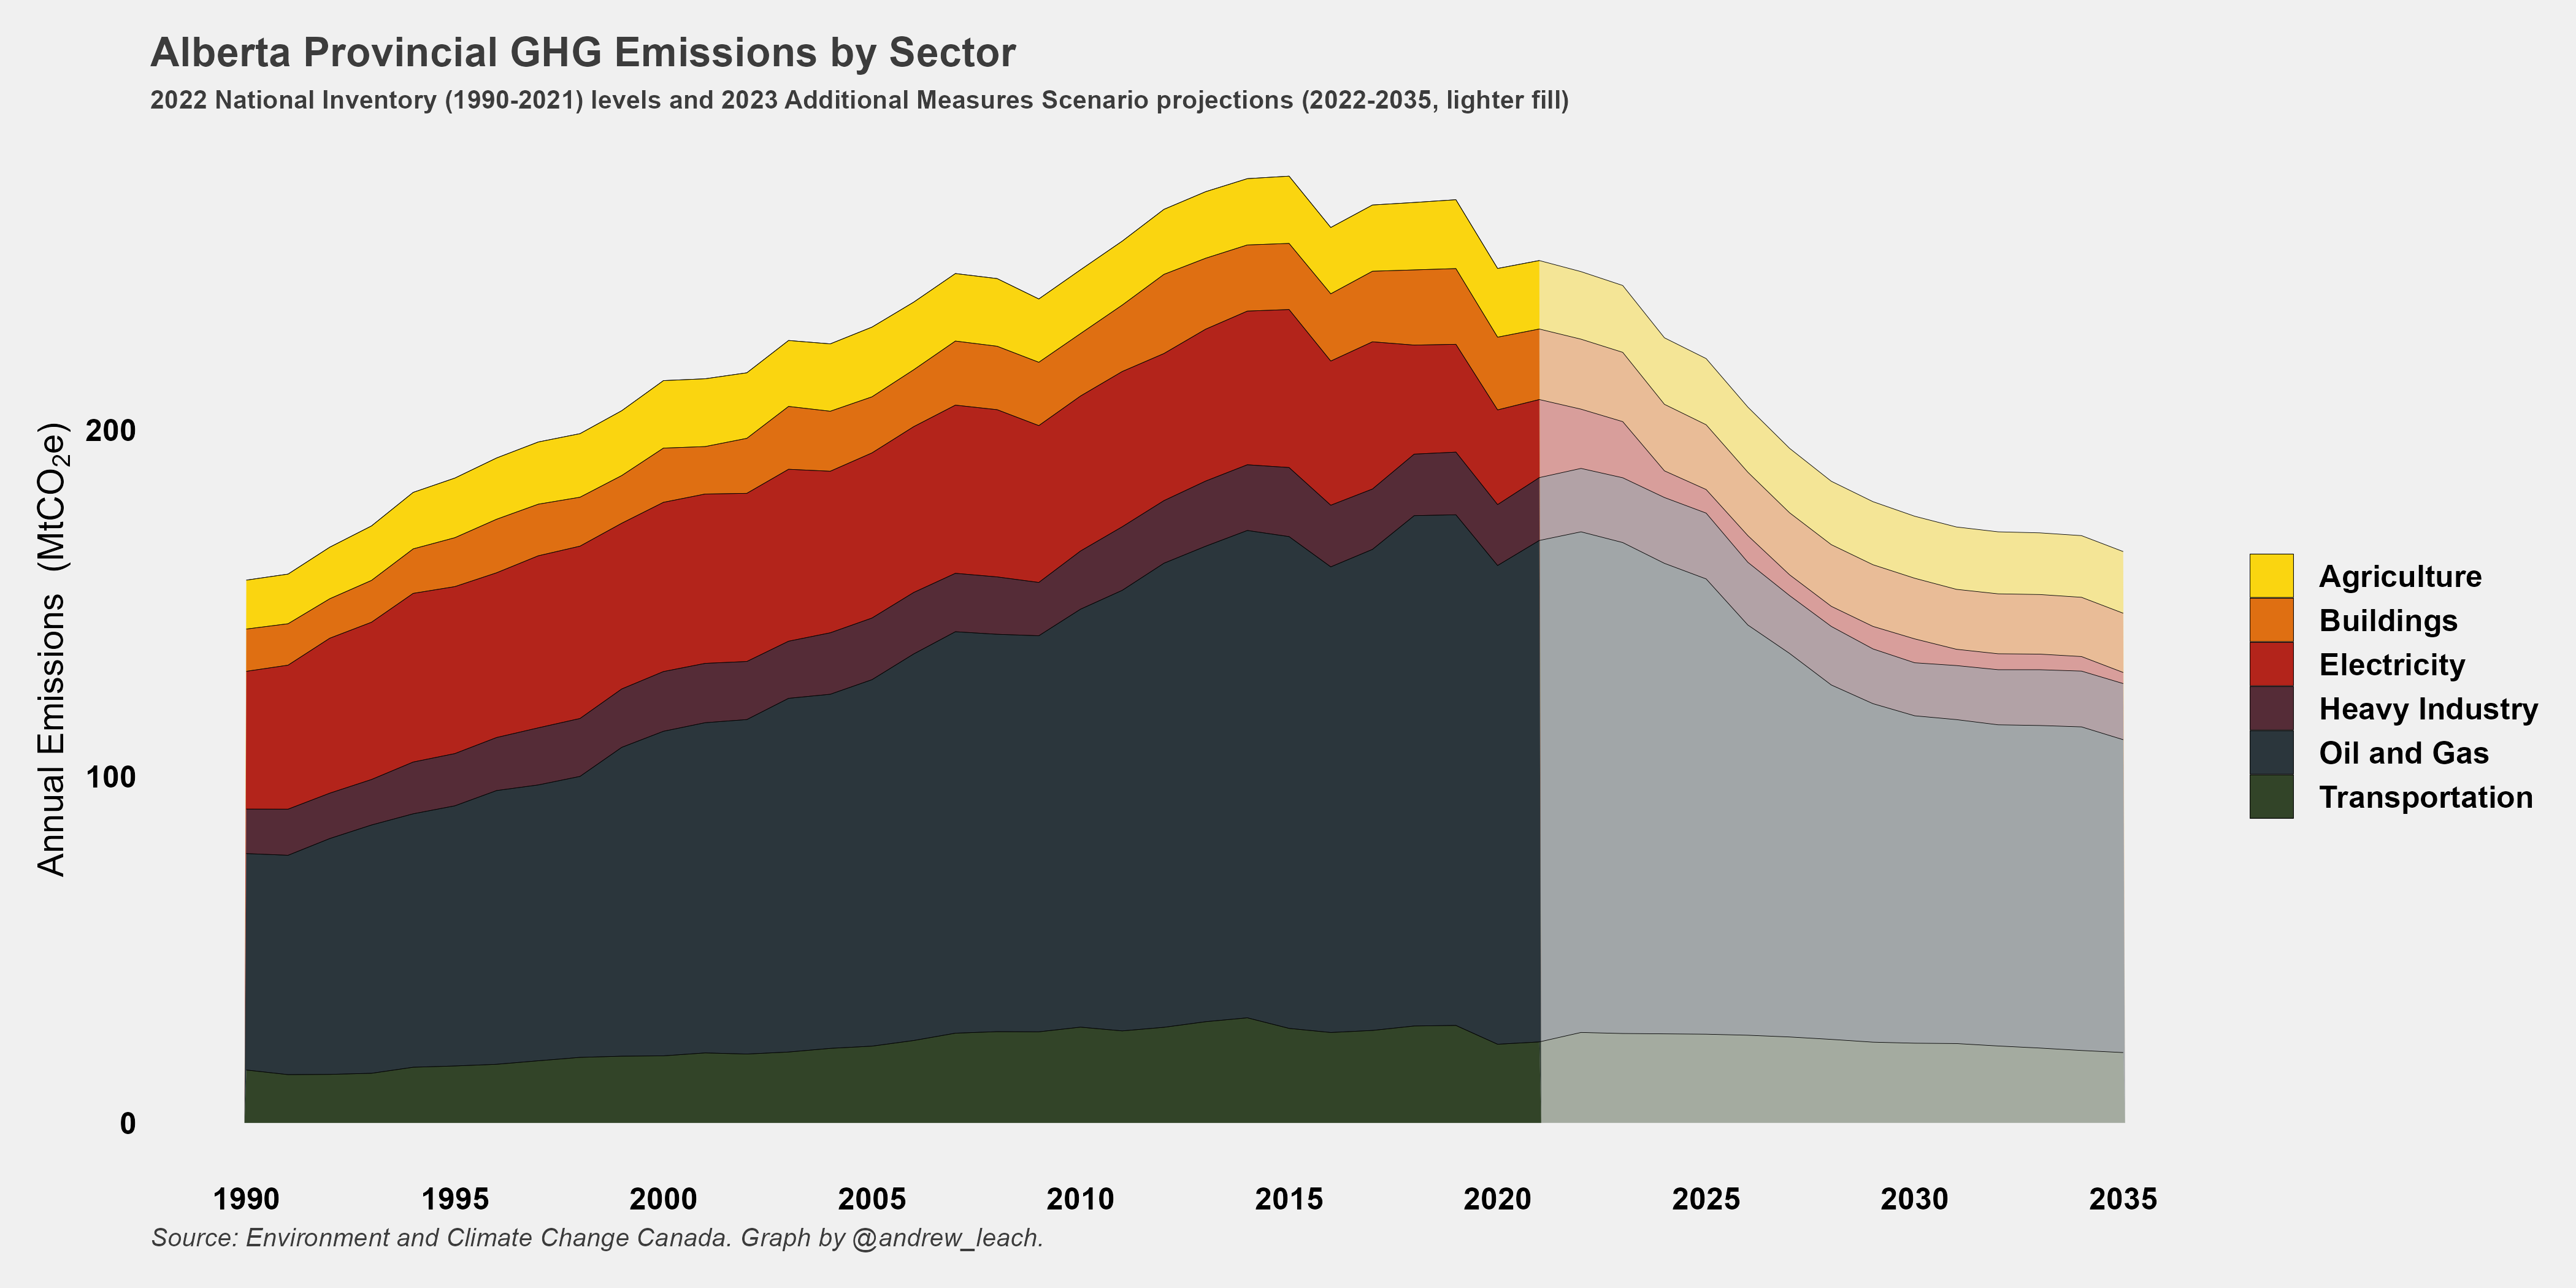 Alberta Provincial GHG Emissions by Sector
2022 National Inventory (1990-2021) levels and 2023 Additional Measures Scenario projections (2022-2035, lighter fill)
Annual Emissions (MtCO₂e)
200
100
0
Agriculture
Buildings
Electricity
Heavy Industry
Oil and Gas
Transportation
1990 1995 2000 2005 2010 2015 2020 2025 2030 2035
Source: Environment and Climate Change Canada. Graph by @andrew_leach.